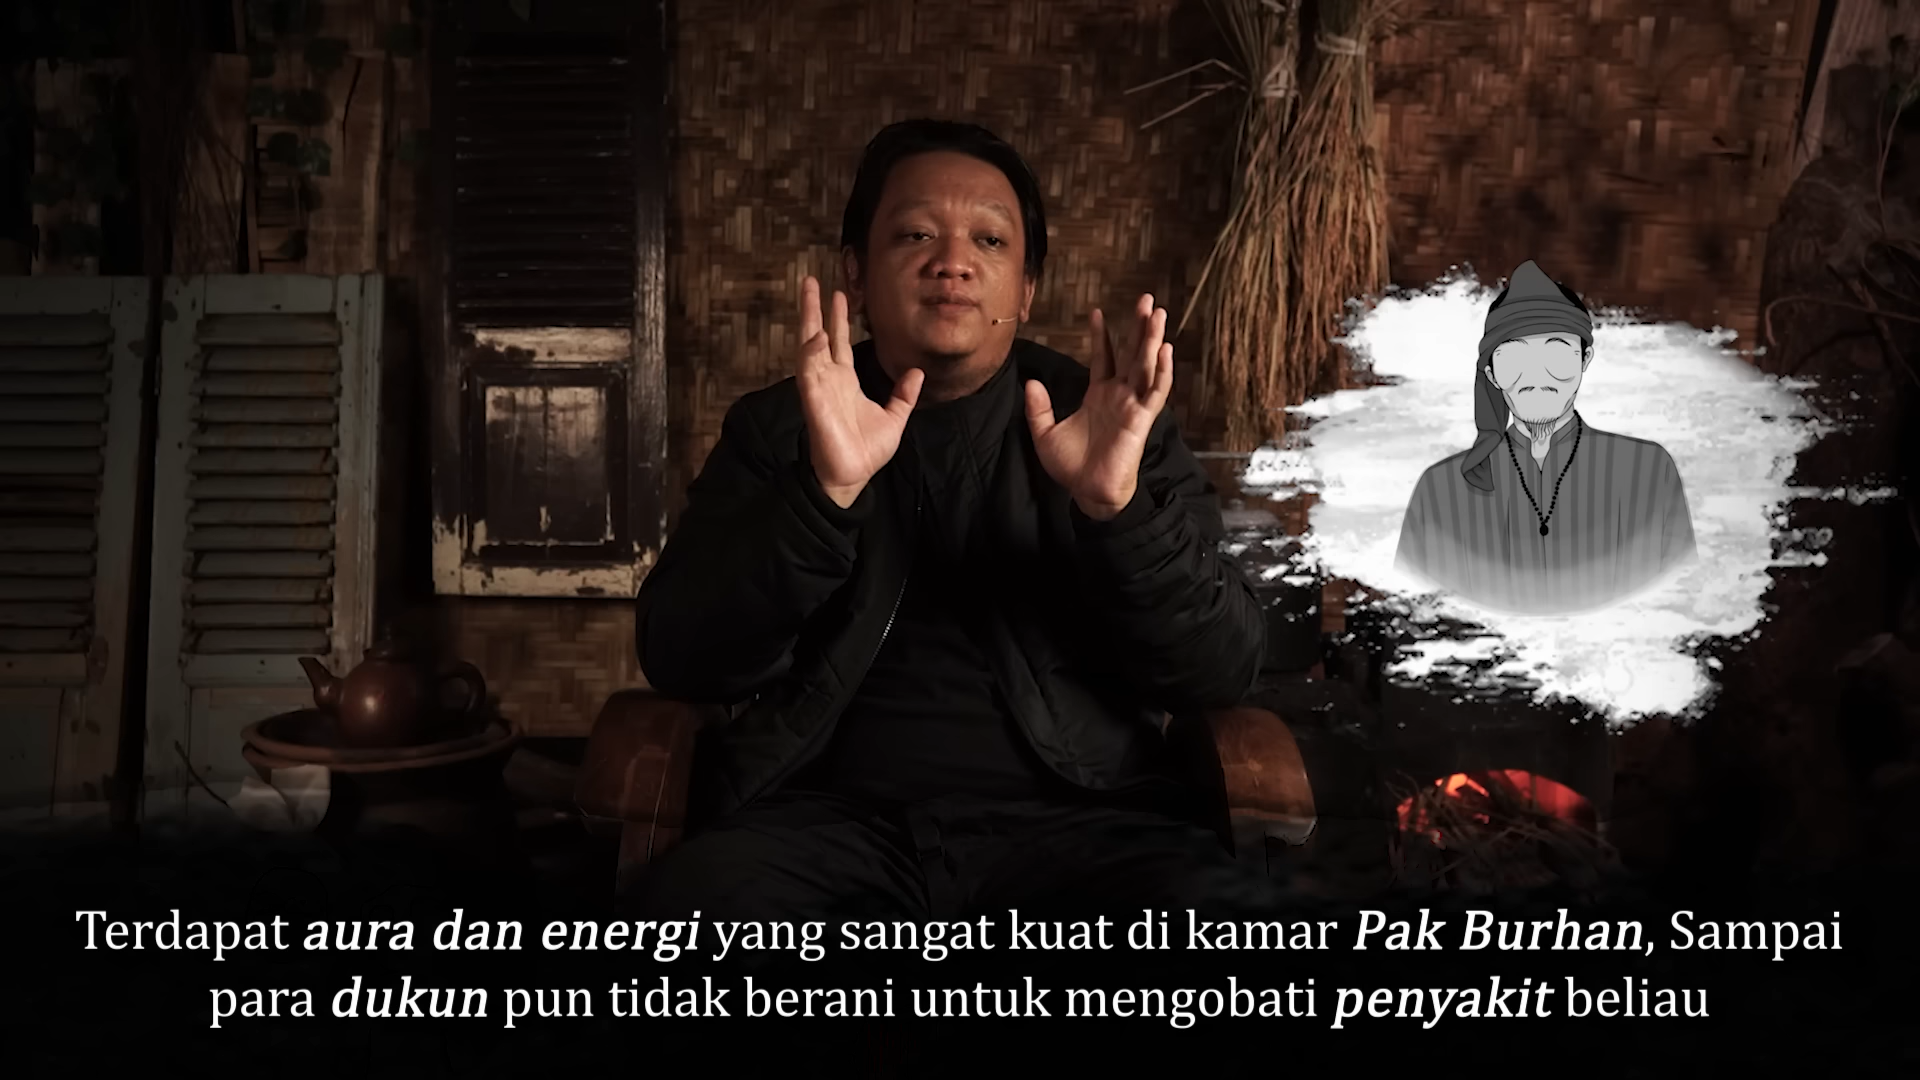 Terdapat aura dan energi yang sangat kuat di kamar Pak Burhan, Sampai
para dukun pun tidak berani untuk mengobati penyakit beliau